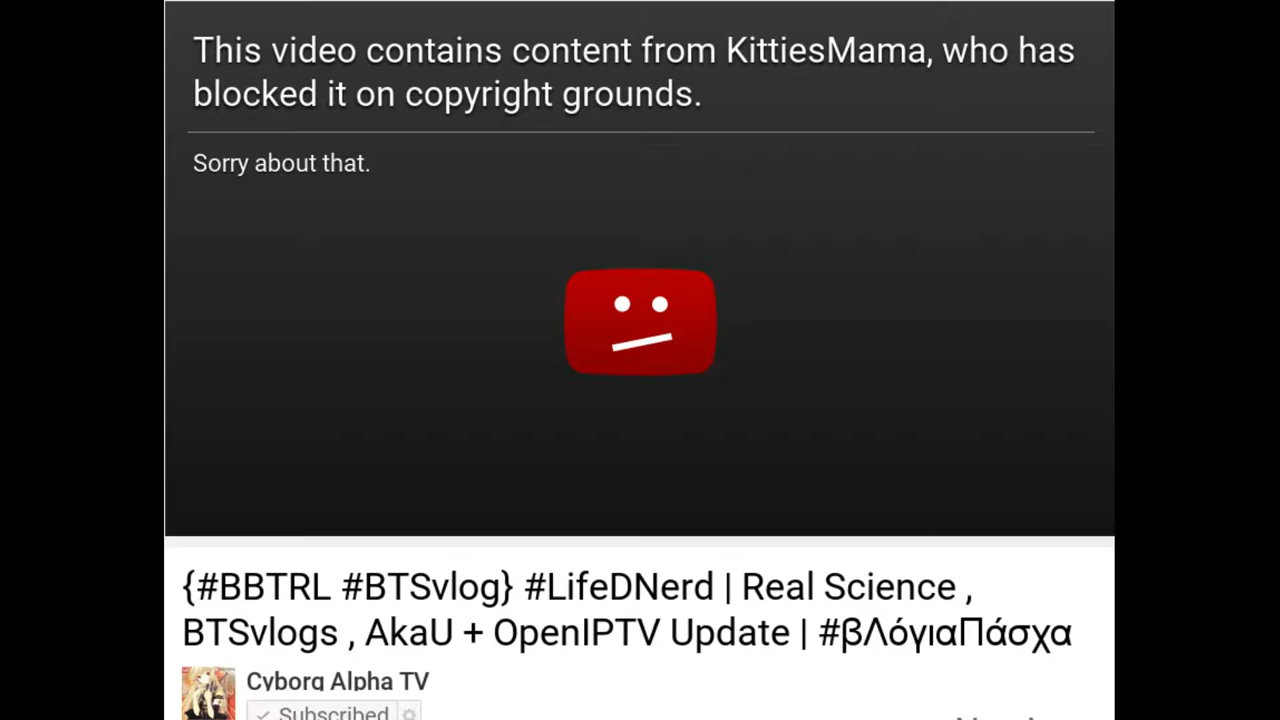 This video contains content from KittiesMama, who has
blocked it on copyright grounds.
Sorry about that.
{#BBTRL #BTSvlog} #LifeDNerd | Real Science ,
BTSvlogs , AkaU + OpenIPTV Update | #βΛόγιαΠάσχα
Cyborg Alpha TV
Subscribed